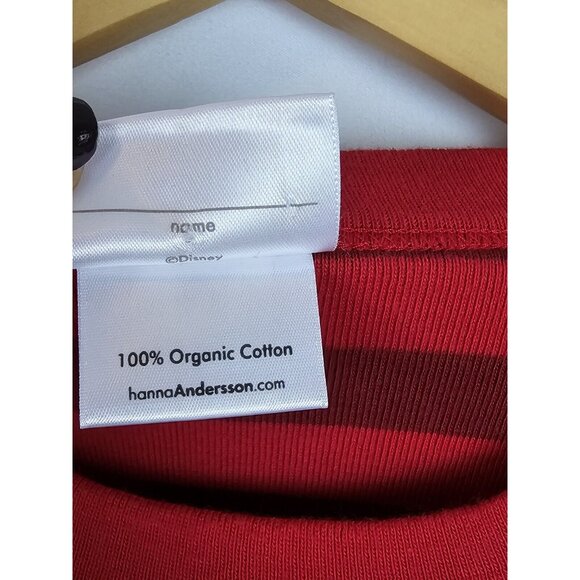 name
©Disney
100% Organic Cotton
hannaAndersson.com